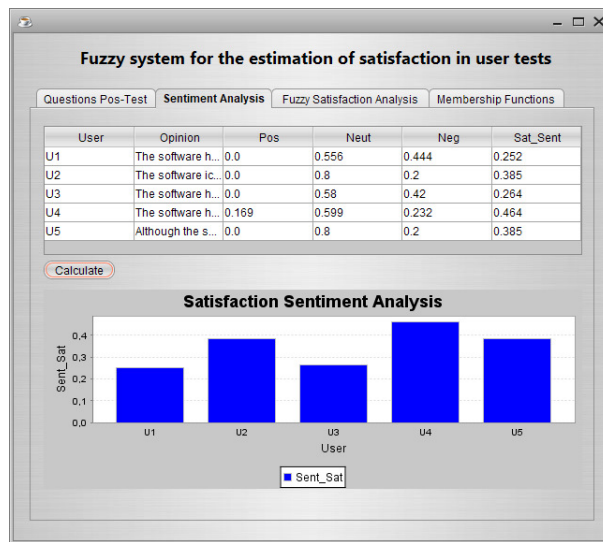 Fuzzy system for the estimation of satisfaction in user tests
Questions Pos-Test Sentiment Analysis Fuzzy Satisfaction Analysis Membership Functions
User Opinion Pos Neut Neg Sat_Sent
U1 The software h... 0.0 0.556 0.444 0.252
U2 The software ic... 0.0 0.8 0.2 0.385
U3 The software h... 0.0 0.58 0.42 0.264
U4 The software h... 0.169 0.599 0.232 0.464
U5 Although the s... 0.0 0.8 0.2 0.385
Calculate
Satisfaction Sentiment Analysis
Sent_Sat
0,4
0,3
0,2
0,1
0,0
U1 U2 U3 U4 U5
User
Sent_Sat